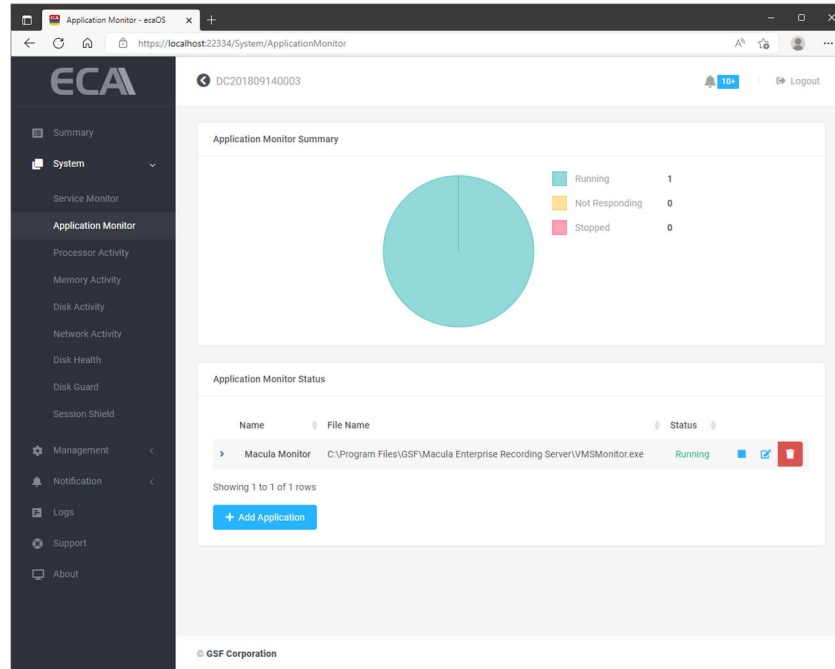 Application Monitor - ecaOS
https://localhost:22334/System/ApplicationMonitor
ECA
DC201809140003
10+
Logout
Summary
System
Service Monitor
Application Monitor
Processor Activity
Memory Activity
Disk Activity
Network Activity
Disk Health
Disk Guard
Session Shield
Management
Notification
Logs
Support
About
Application Monitor Summary
Running 1
Not Responding 0
Stopped 0
Application Monitor Status
Name File Name Status
Macula Monitor C:\Program Files\GSF\Macula Enterprise Recording Server\VMSMonitor.exe Running
Showing 1 to 1 of 1 rows
+ Add Application
© GSF Corporation